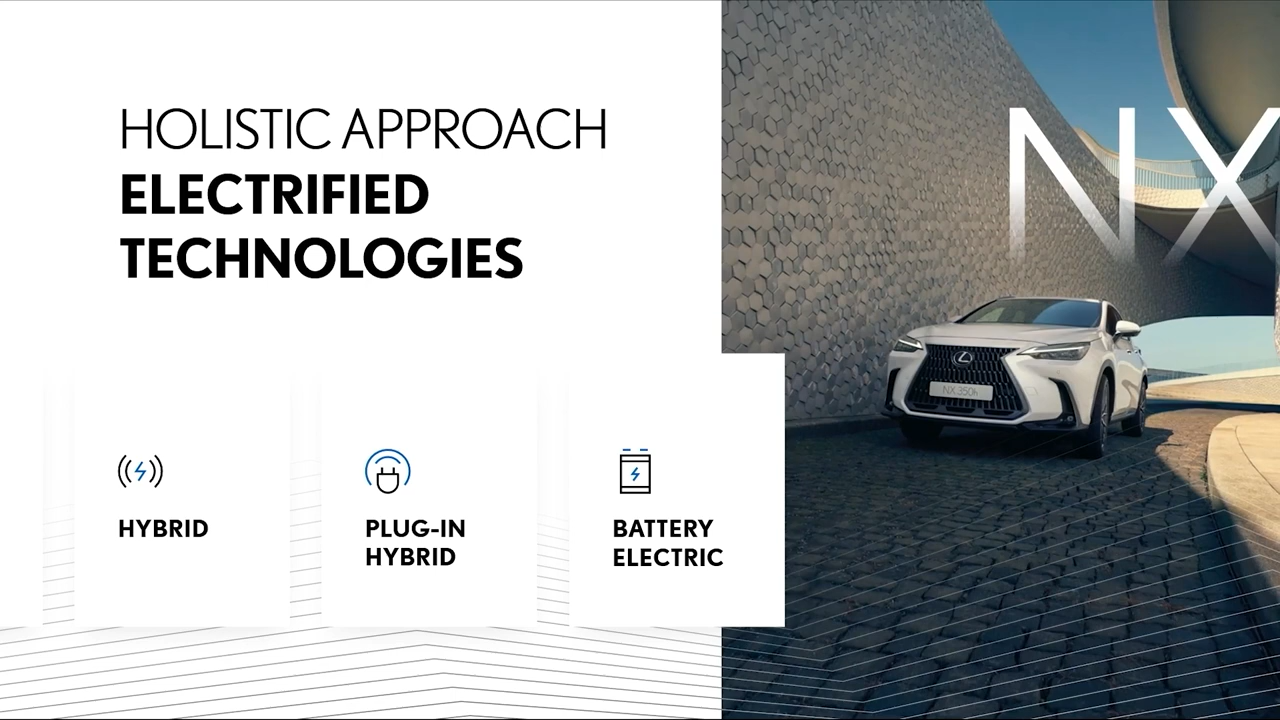 HOLISTIC APPROACH
ELECTRIFIED
TECHNOLOGIES
HYBRID
PLUG-IN
HYBRID
BATTERY
ELECTRIC
NX
NX 350h